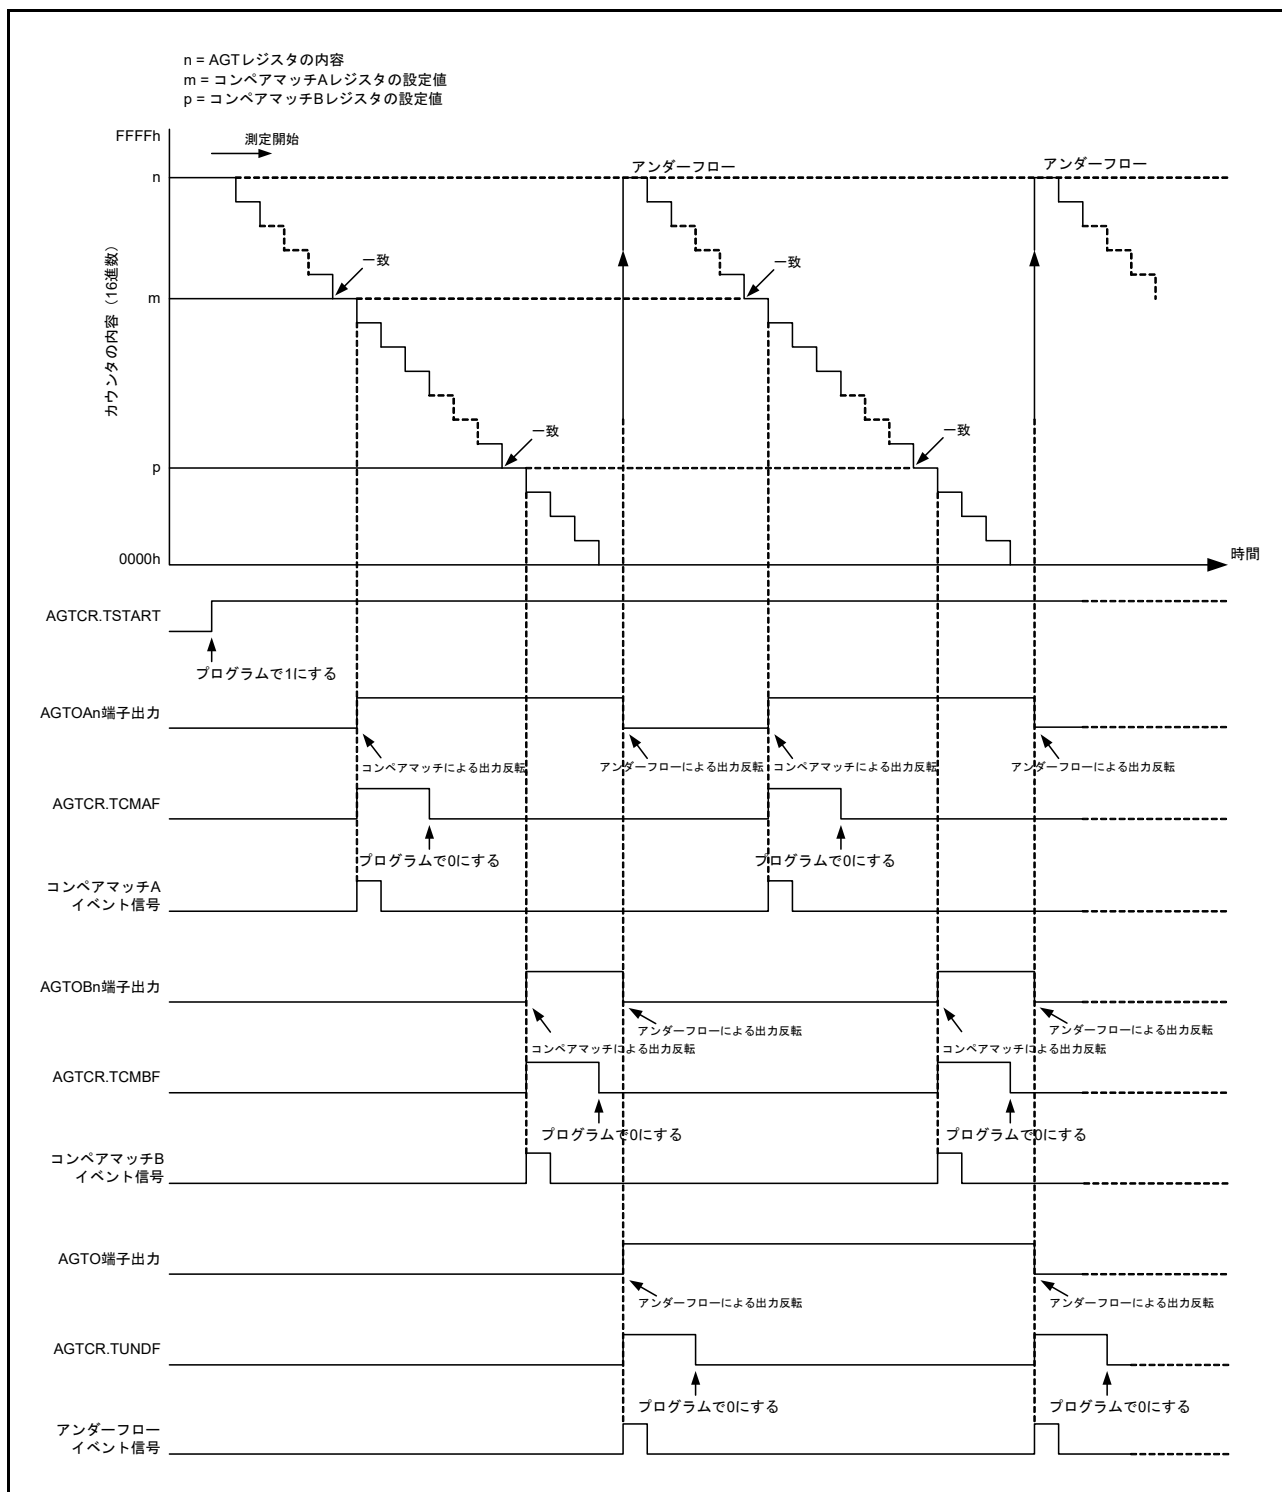 n = AGTレジスタの内容
m = コンペアマッチAレジスタの設定値
p = コンペアマッチBレジスタの設定値
FFFFh
測定開始
アンダーフロー
アンダーフロー
n
カウンタの内容（16進数）
一致
一致
m
一致
一致
p
0000h
時間
AGTCR.TSTART
プログラムで1にする
AGTOAn端子出力
コンペアマッチによる出力反転
アンダーフローによる出力反転
コンペアマッチによる出力反転
アンダーフローによる出力反転
AGTCR.TCMAF
プログラムで0にする
プログラムで0にする
コンペアマッチA
イベント信号
AGTOBn端子出力
アンダーフローによる出力反転
アンダーフローによる出力反転
コンペアマッチによる出力反転
コンペアマッチによる出力反転
AGTCR.TCMBF
プログラムで0にする
プログラムで0にする
コンペアマッチB
イベント信号
AGTO端子出力
アンダーフローによる出力反転
アンダーフローによる出力反転
AGTCR.TUNDF
プログラムで0にする
プログラムで0にする
アンダーフロー
イベント信号